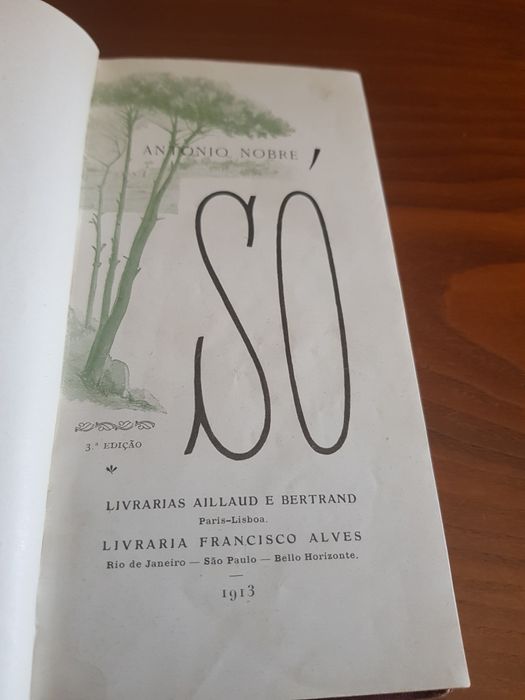 ANTONIO NOBRE
SÓ
3.ª EDIÇÃO
LIVRARIAS AILLAUD E BERTRAND
Paris-Lisboa.
LIVRARIA FRANCISCO ALVES
Rio de Janeiro — São Paulo — Bello Horizonte.
1913